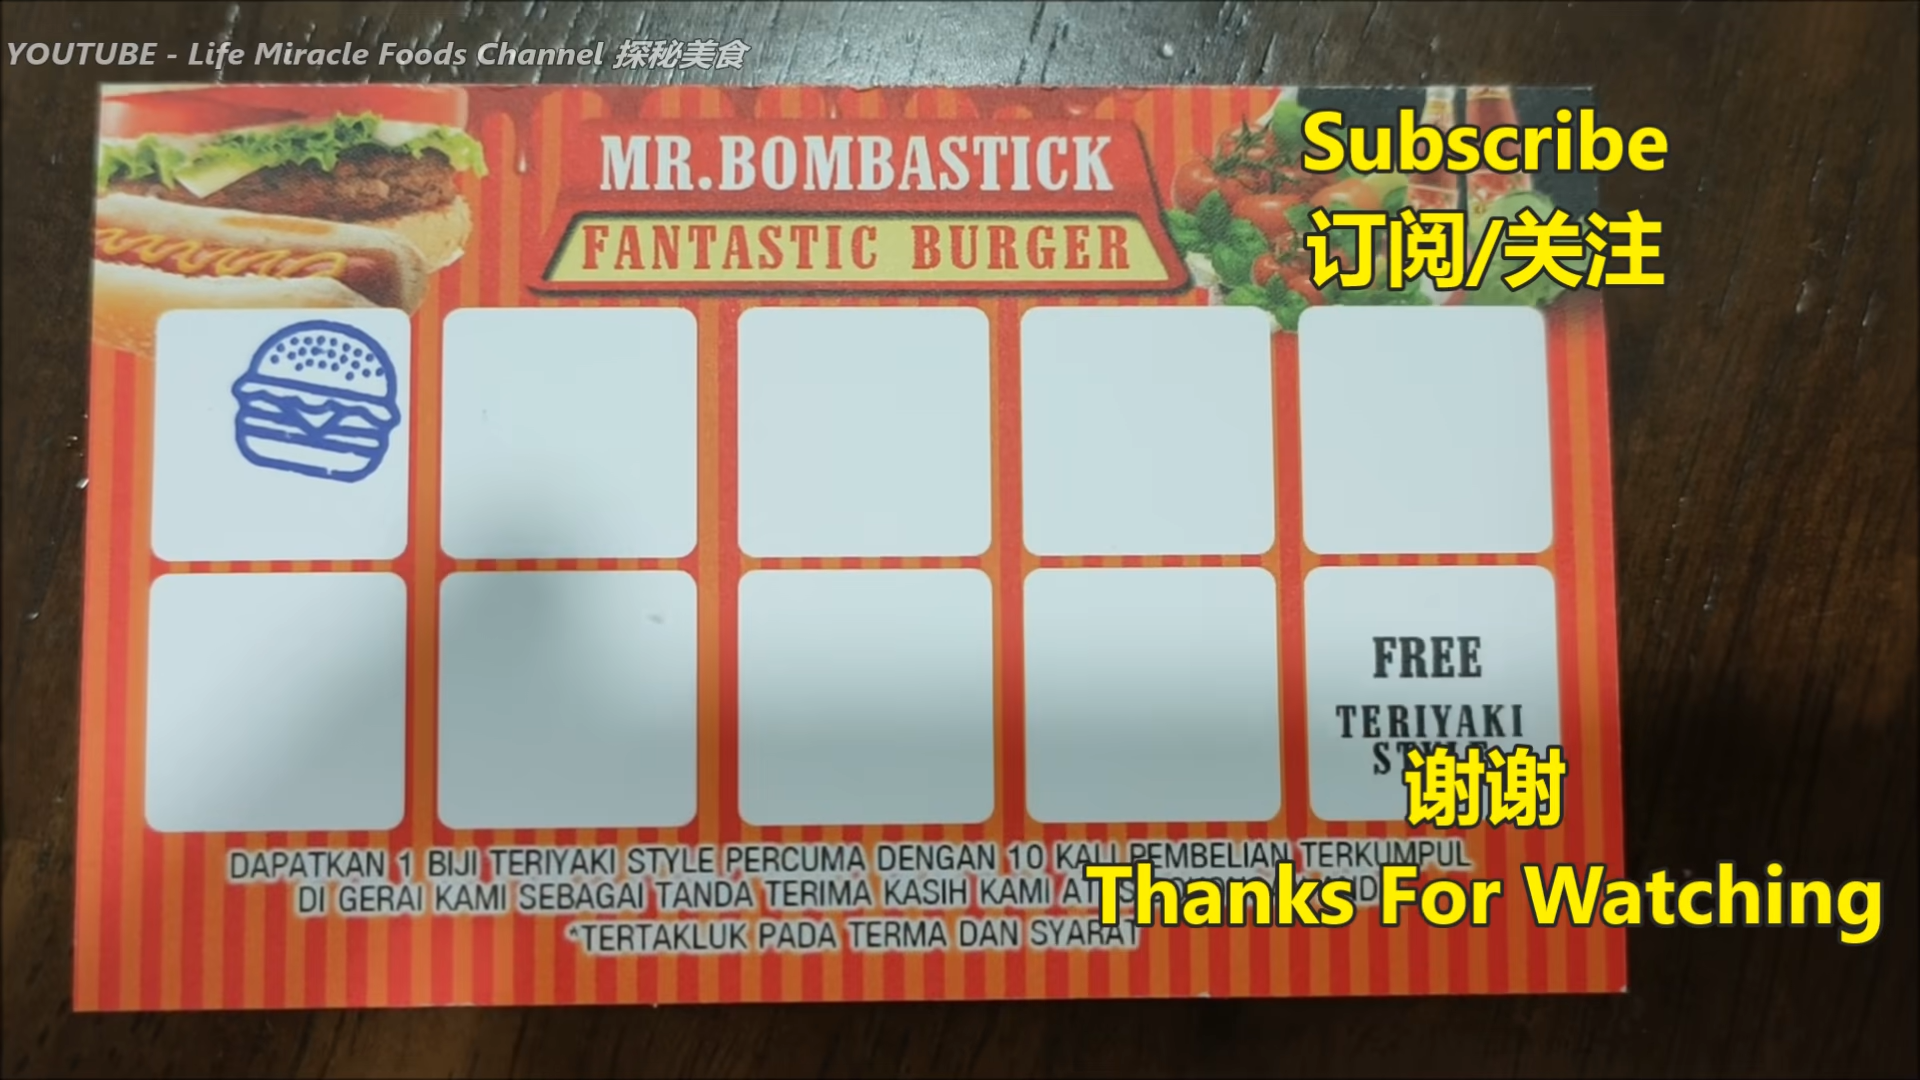 YOUTUBE - Life Miracle Foods Channel 探秘美食
MR.BOMBASTICK
FANTASTIC BURGER
Subscribe
订阅/关注
FREE
TERIYAKI
谢谢
DAPATKAN 1 BIJI TERIYAKI STYLE PERCUMA DENGAN 10 KALI PEMBELIAN TERKUMPUL
DI GERAI KAMI SEBAGAI TANDA TERIMA KASIH KAMI
Thanks For Watching
*TERTAKLUK PADA TERMA DAN SYARAT